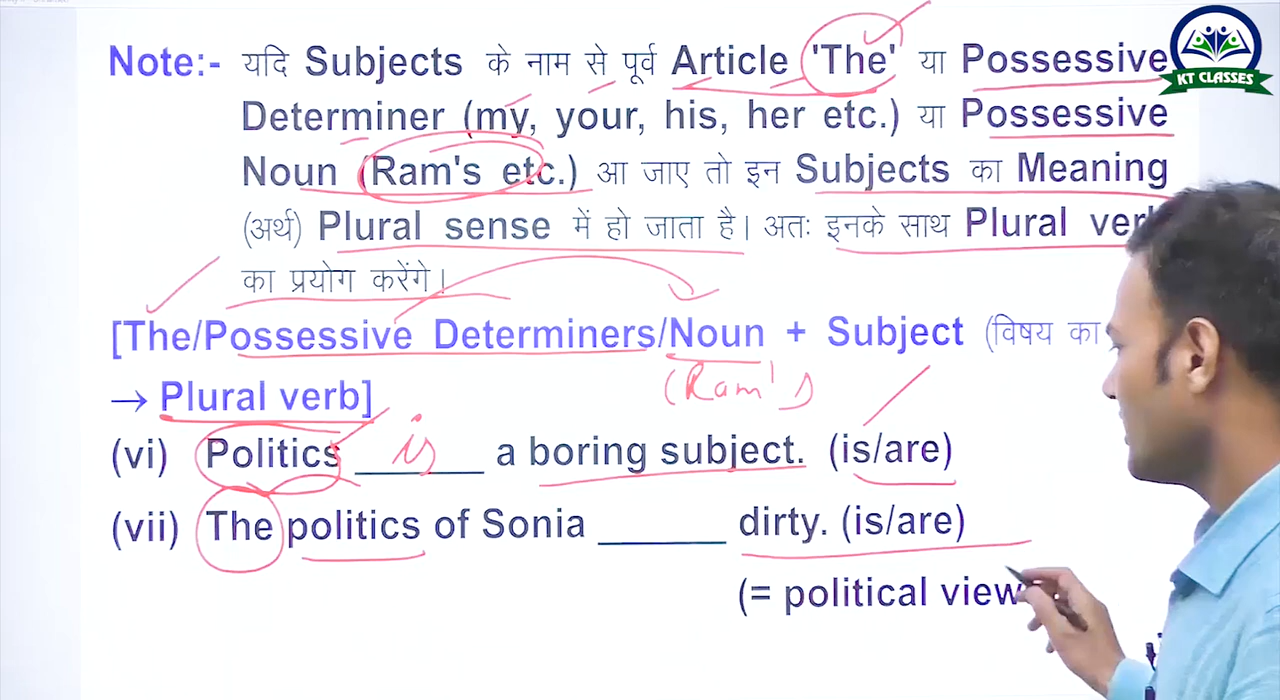 Note:- यदि Subjects के नाम से पूर्व Article 'The' या Possessive
KT CLASSES
Determiner (my, your, his, her etc.) या Possessive
Noun (Ram's etc.) आ जाए तो इन Subjects का Meaning
(अर्थ) Plural sense में हो जाता है। अतः इनके साथ Plural
का प्रयोग करेंगे।
[The/Possessive Determiners/Noun + Subject (विषय का
(Ram's)
→ Plural verb]
(vi) Politics is a boring subject. (is/are)
(vii) The politics of Sonia ______ dirty. (is/are)
(= political view